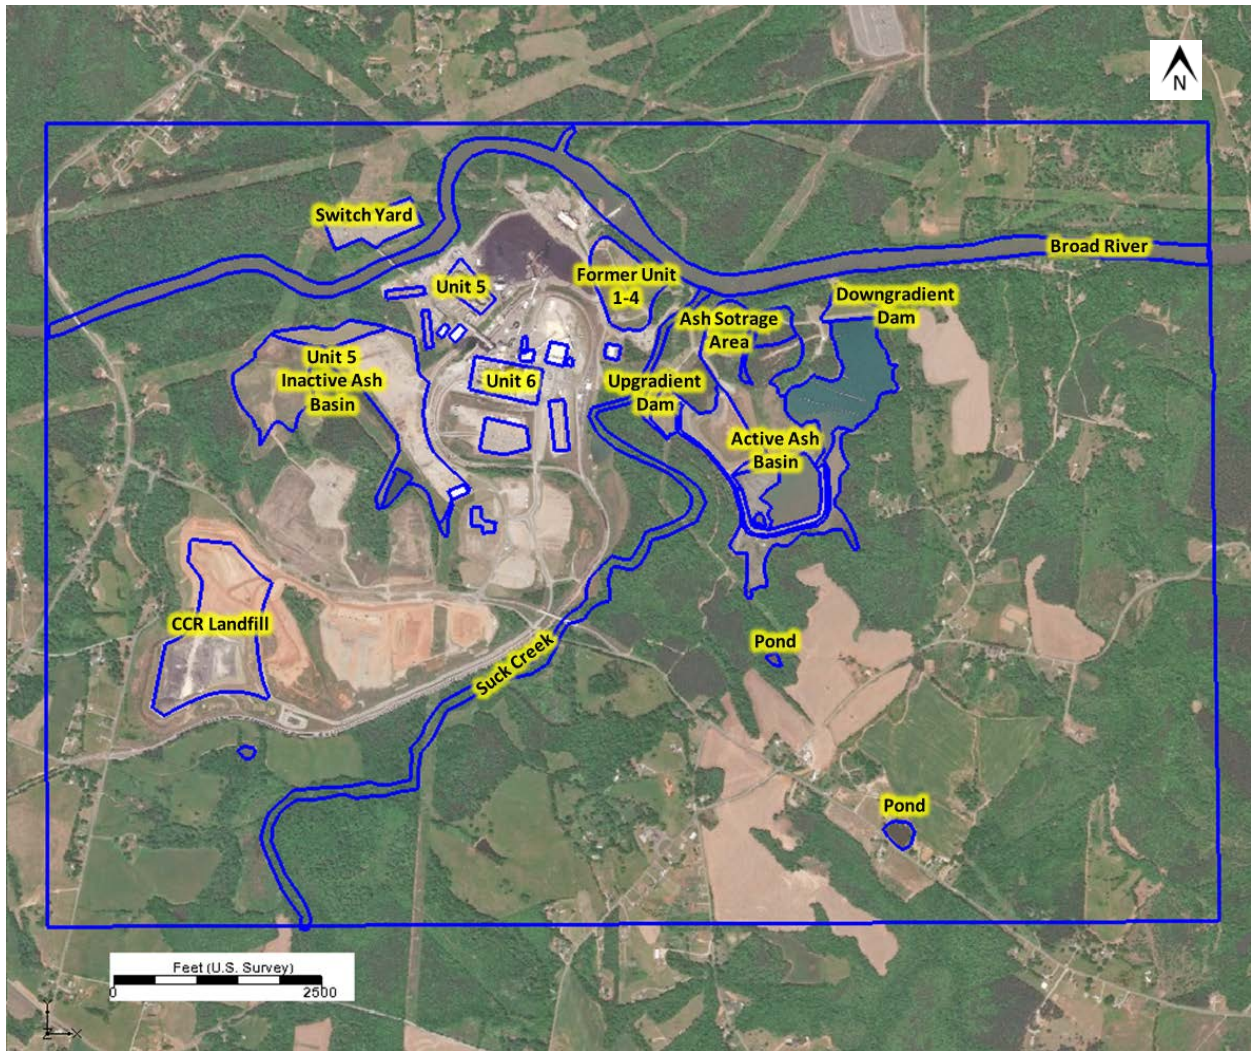 N
Switch Yard
Broad River
Unit 5
Former Unit
1-4
Downgradient
Dam
Ash Sotrage
Area
Unit 5
Inactive Ash
Basin
Unit 6
Upgradient
Dam
Active Ash
Basin
CCR Landfill
Suck Creek
Pond
Pond
Feet (U.S. Survey)
0 2500
Y
Z X